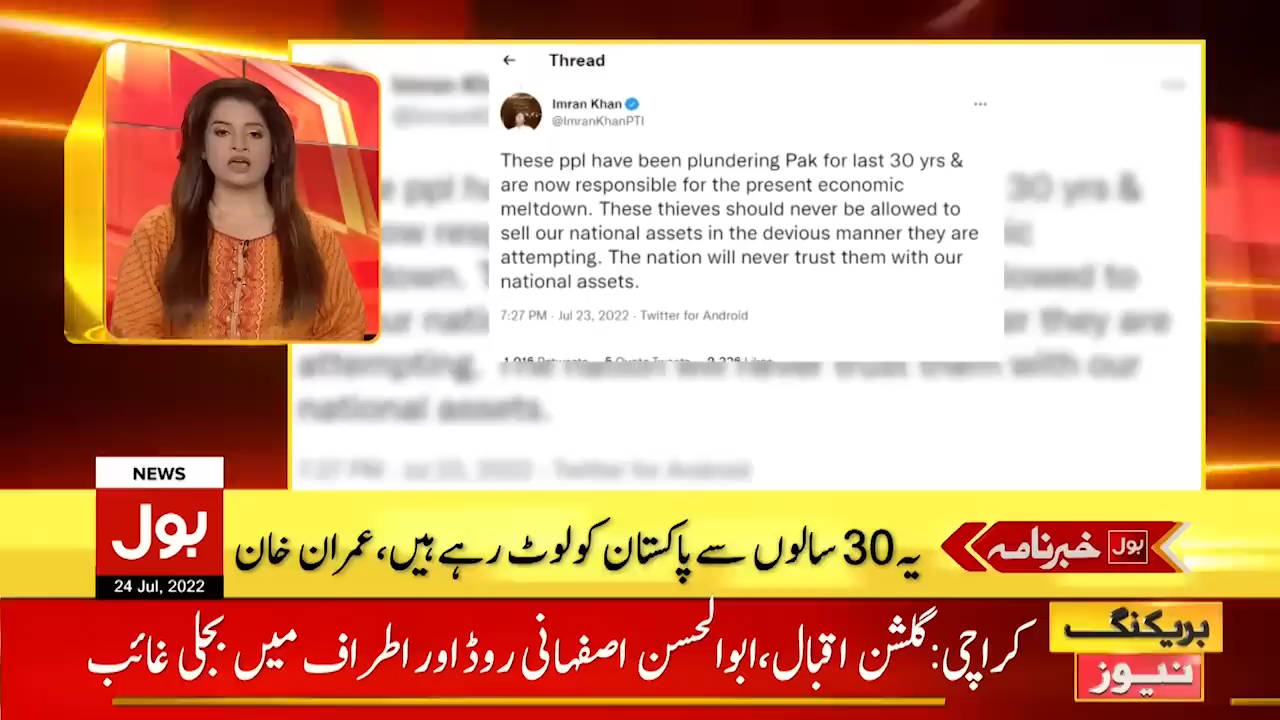 Thread
Imran Khan
@ImranKhanPTI
These ppl have been plundering Pak for last 30 yrs &
are now responsible for the present economic
meltdown. These thieves should never be allowed to
sell our national assets in the devious manner they are
attempting. The nation will never trust them with our
national assets.
7:27 PM · Jul 23, 2022 · Twitter for Android
NEWS
بول
24 Jul, 2022
بول خبرنامہ
یہ 30 سالوں سے پاکستان کو لوٹ رہے ہیں، عمران خان
بریکنگ
نیوز
کراچی: گلشن اقبال، ابوالحسن اصفہانی روڈ اور اطراف میں بجلی غائب